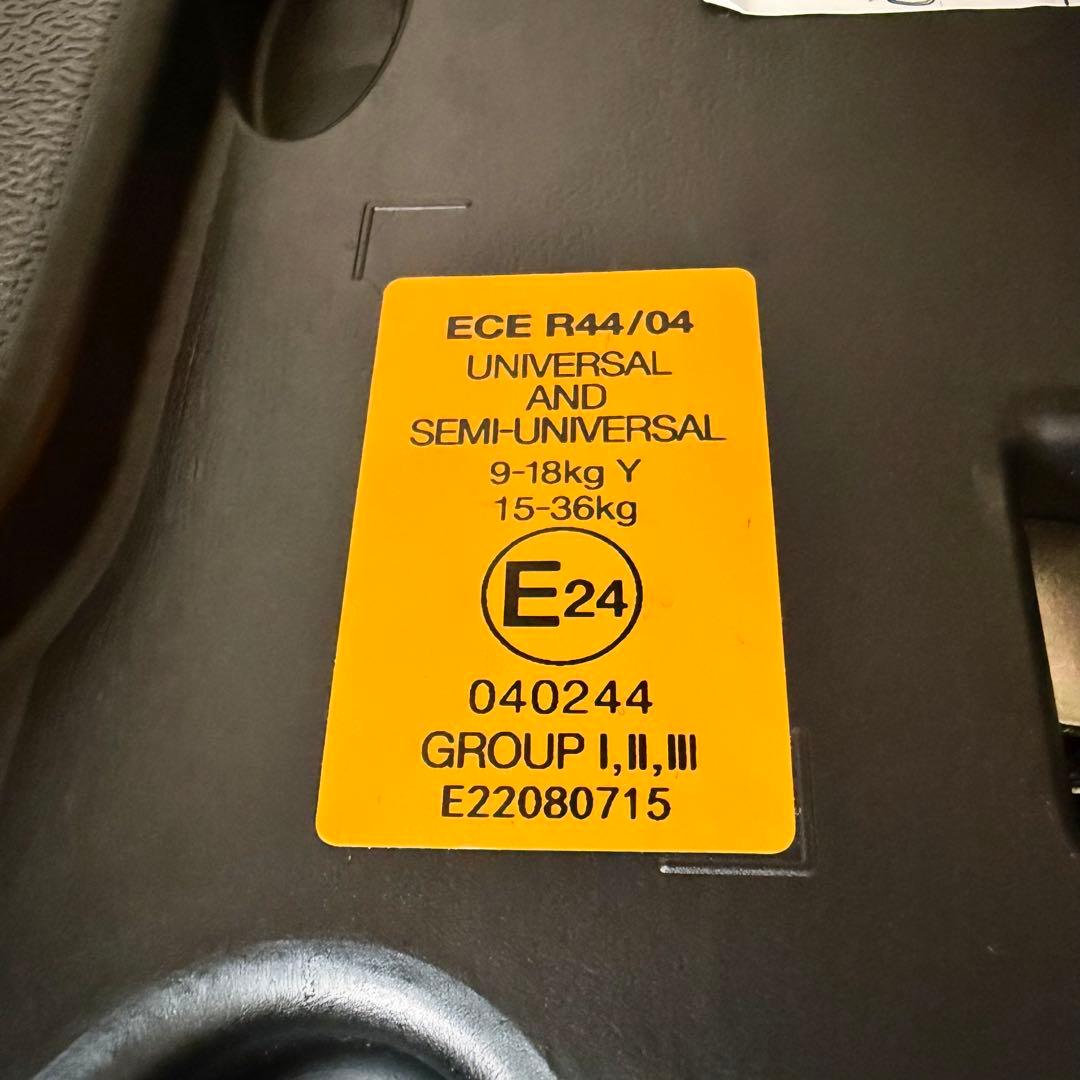 ECE R44/04
UNIVERSAL
AND
SEMI-UNIVERSAL
9-18kg Y
15-36kg
E24
040244
GROUP I,II,III
E22080715